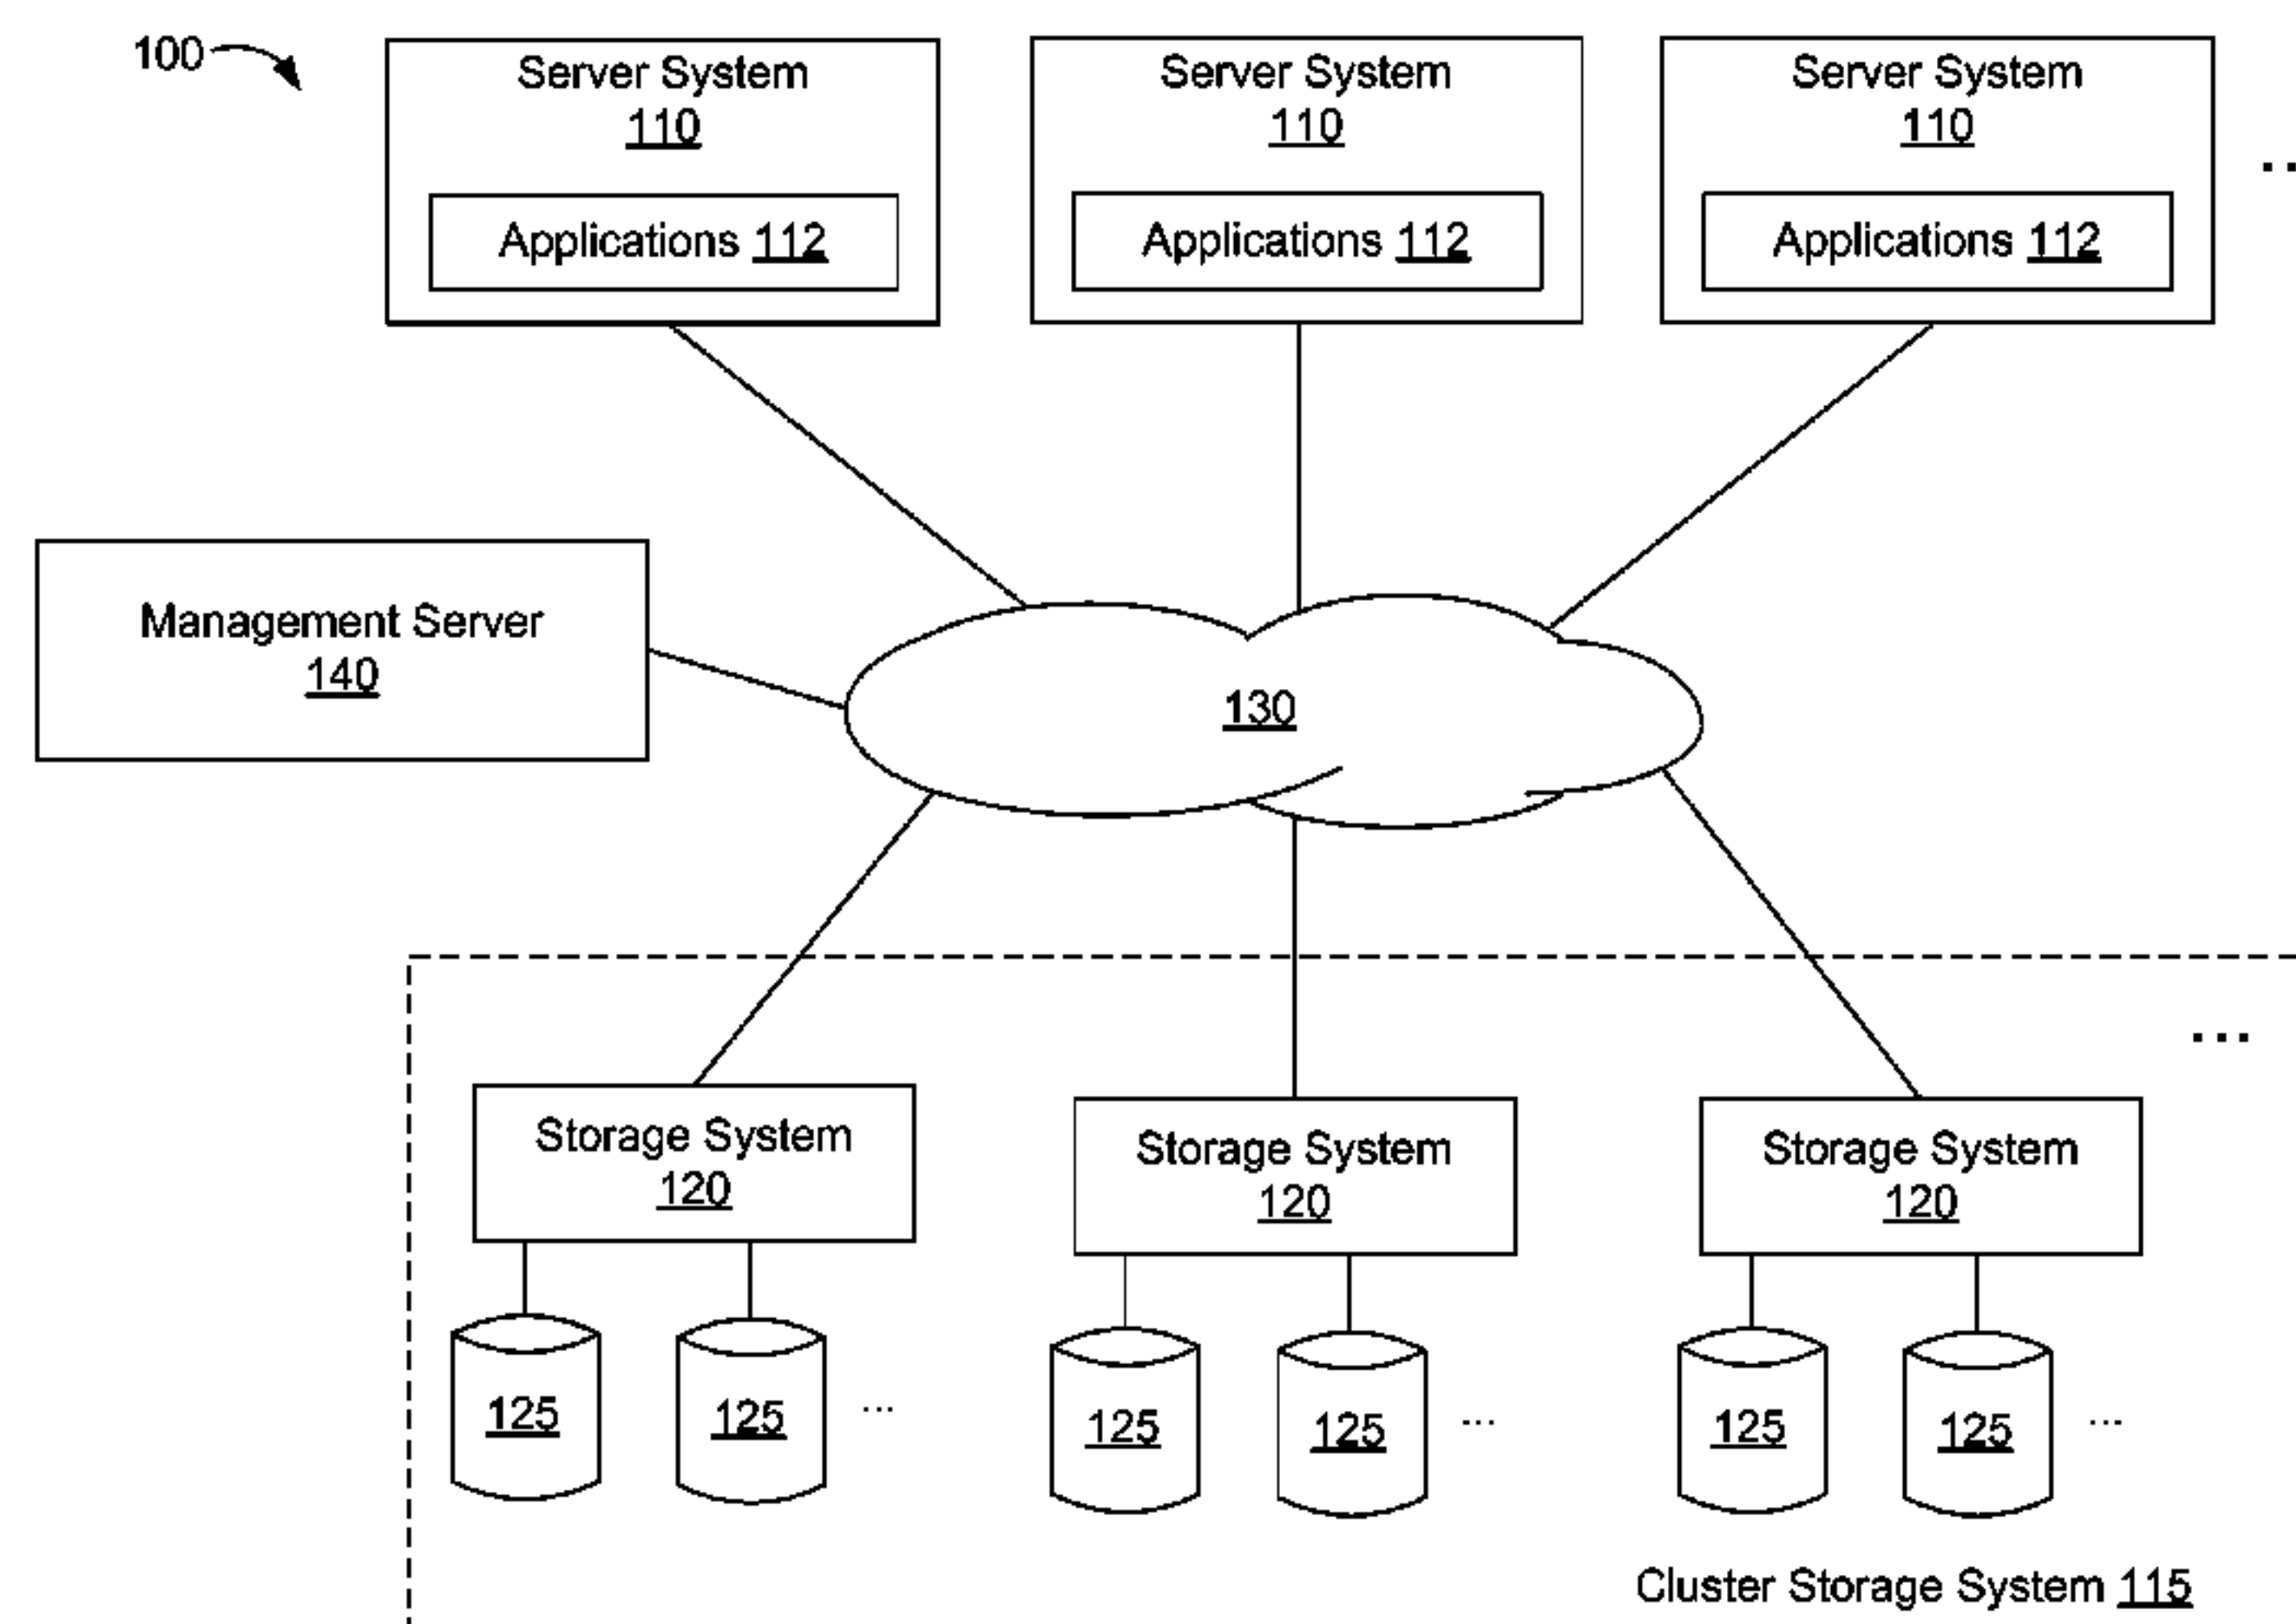 100
Server System
110
Applications 112
Server System
110
Applications 112
Server System
110
Applications 112
...
Management Server
140
130
...
Storage System
120
125
125
...
Storage System
120
125
125
...
Storage System
120
125
125
...
Cluster Storage System 115